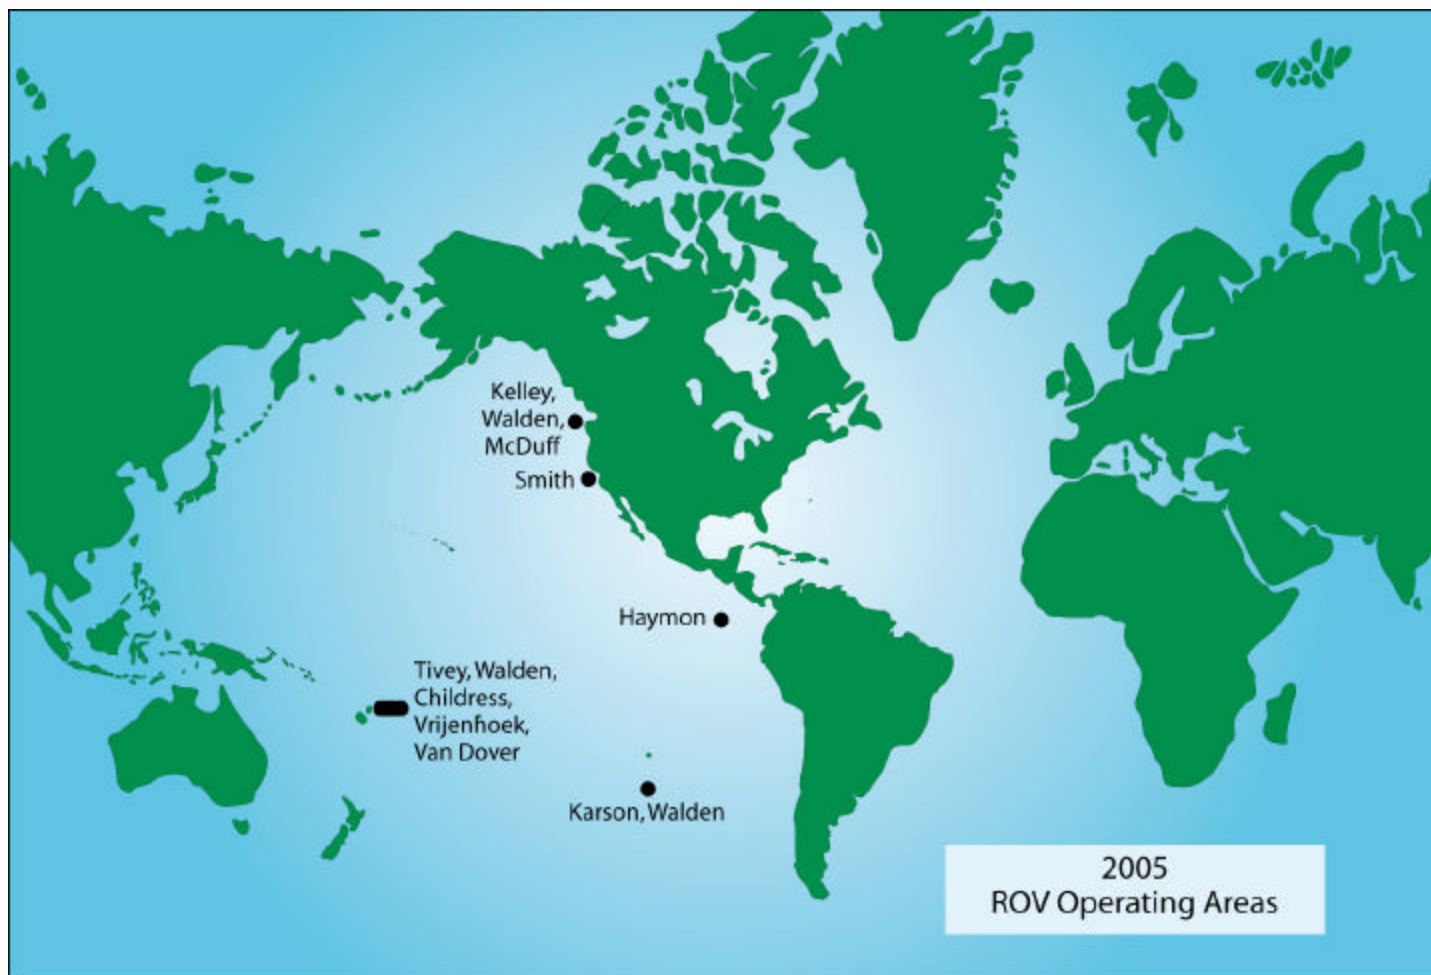 Kelley,
Walden,
McDuff
Smith
Haymon
Tivey, Walden,
Childress,
Vrijenhoek,
Van Dover
Karson, Walden
2005
ROV Operating Areas